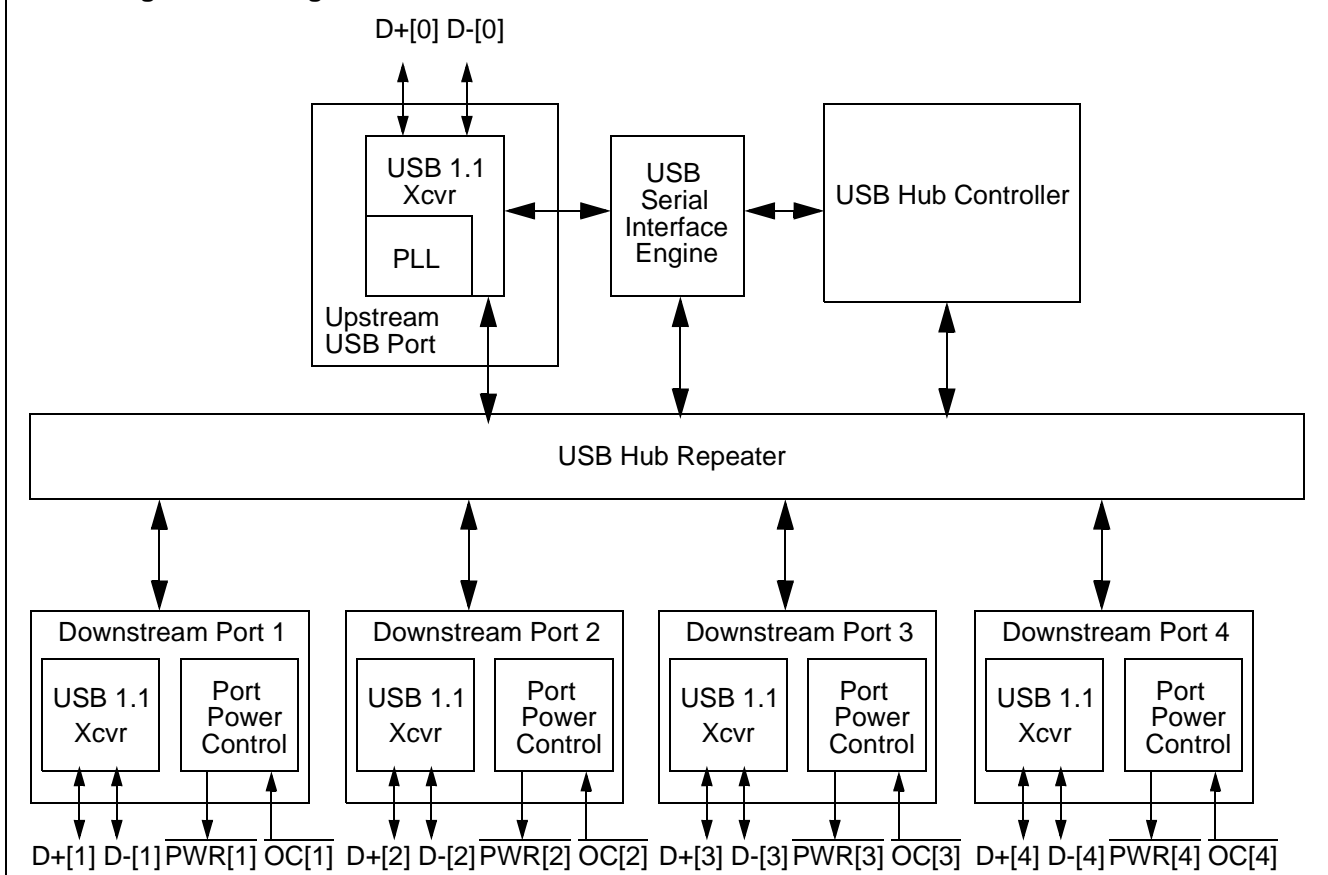 D+[0] D-[0]
USB 1.1
Xcvr
PLL
Upstream
USB Port
USB
Serial
Interface
Engine
USB Hub Controller
USB Hub Repeater
Downstream Port 1
USB 1.1
Xcvr
Port
Power
Control
D+[1] D-[1] PWR[1] OC[1]
Downstream Port 2
USB 1.1
Xcvr
Port
Power
Control
D+[2] D-[2] PWR[2] OC[2]
Downstream Port 3
USB 1.1
Xcvr
Port
Power
Control
D+[3] D-[3] PWR[3] OC[3]
Downstream Port 4
USB 1.1
Xcvr
Port
Power
Control
D+[4] D-[4] PWR[4] OC[4]